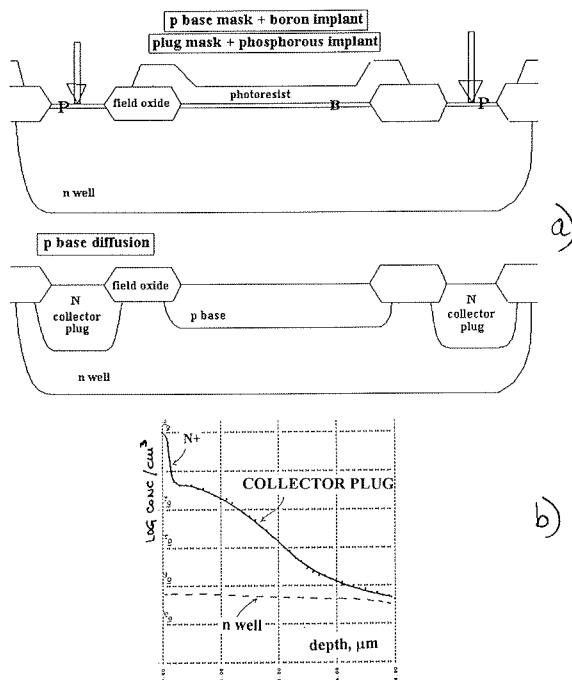 p base mask + boron implant
plug mask + phosphorous implant
photoresist
P
field oxide
B
P
n well
a)
p base diffusion
N
collector
plug
field oxide
p base
N
collector
plug
n well
LOG CONC / cm³
N+
COLLECTOR PLUG
b)
n well
depth, µm